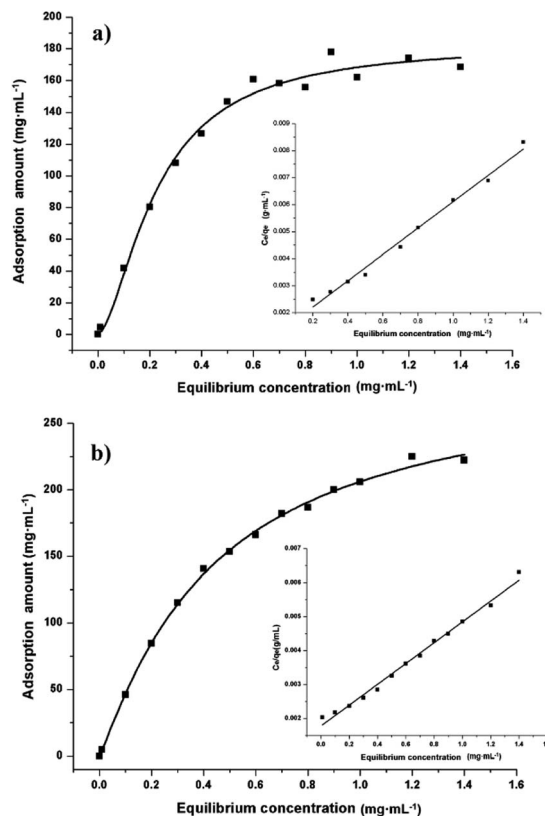 a)
Adsorption amount (mg·mL⁻¹)
200
180
160
140
120
100
80
60
40
20
0
0.0 0.2 0.4 0.6 0.8 1.0 1.2 1.4 1.6
Equilibrium concentration (mg·mL⁻¹)
Ce/qe (g·mL⁻¹)
0.009
0.008
0.007
0.006
0.005
0.004
0.003
0.002
0.2 0.4 0.6 0.8 1.0 1.2 1.4
Equilibrium concentration (mg·mL⁻¹)
b)
Adsorption amount (mg·mL⁻¹)
250
200
150
100
50
0
0.0 0.2 0.4 0.6 0.8 1.0 1.2 1.4 1.6
Equilibrium concentration (mg·mL⁻¹)
Ce/qe(g/mL)
0.007
0.006
0.005
0.004
0.003
0.002
0.0 0.2 0.4 0.6 0.8 1.0 1.2 1.4 1.6
Equilibrium concentration (mg·mL⁻¹)